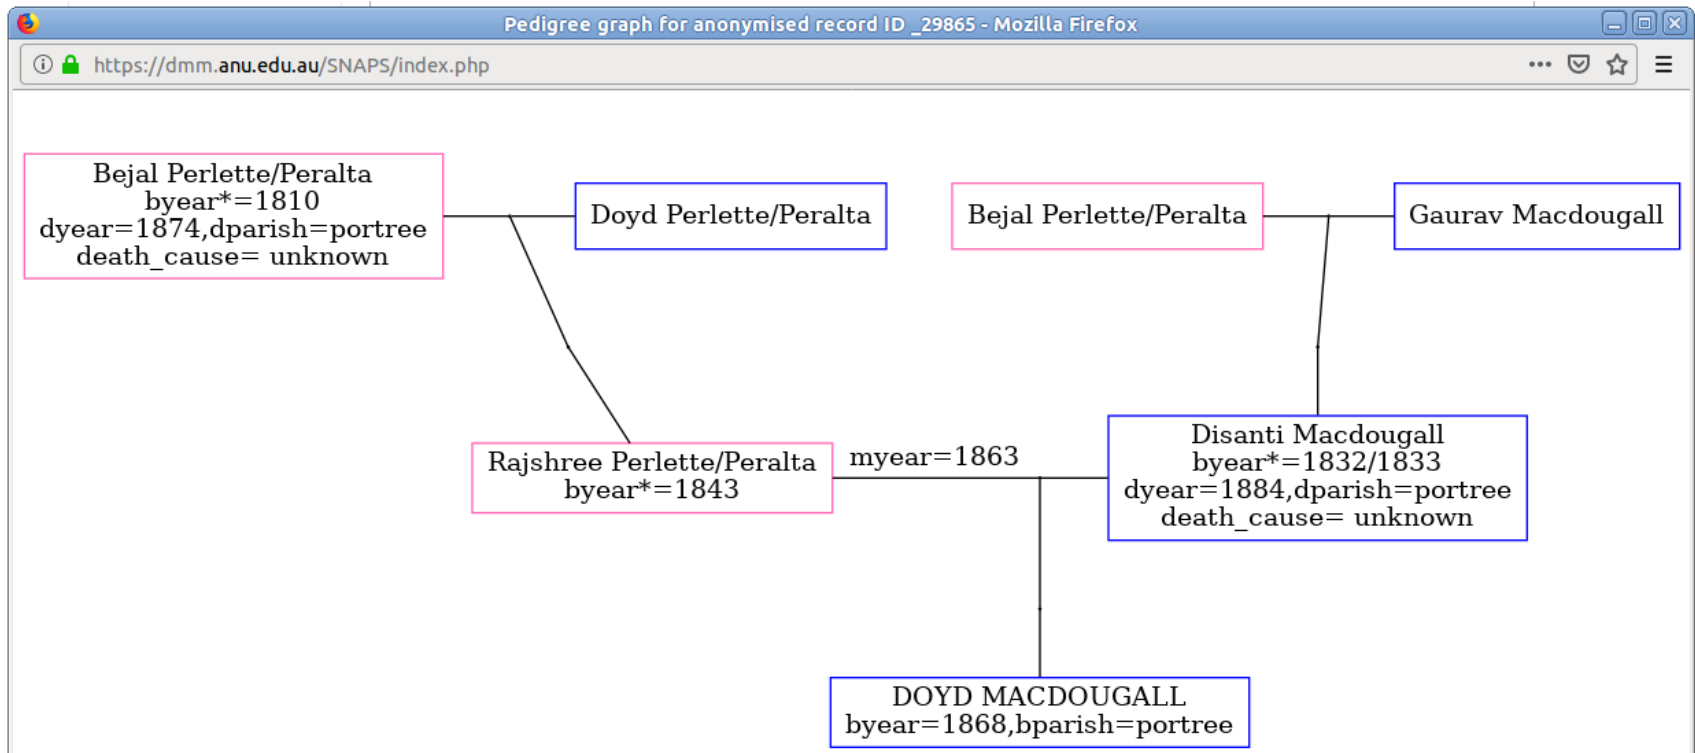 Pedigree graph for anonymised record ID _29865 - Mozilla Firefox
https://dmm.anu.edu.au/SNAPS/index.php
Bejal Perlette/Peralta
byear*=1810
dyear=1874,dparish=portree
death_cause= unknown
Doyd Perlette/Peralta
Bejal Perlette/Peralta
Gaurav Macdougall
Rajshree Perlette/Peralta
byear*=1843
myear=1863
Disanti Macdougall
byear*=1832/1833
dyear=1884,dparish=portree
death_cause= unknown
DOYD MACDOUGALL
byear=1868,bparish=portree